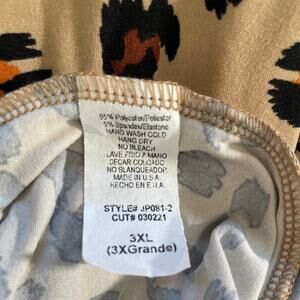 95% Polyester/Poliester
5% Spandex/Elastano
HAND WASH COLD
HANG DRY
NO BLEACH
LAVE FRIO A MANO
SECAR COLGADO
NO BLANQUEADOR
MADE IN U.S.A
HECHO EN E.U.A.
STYLE# JP081-2
CUT# 030221
3XL
(3XGrande)